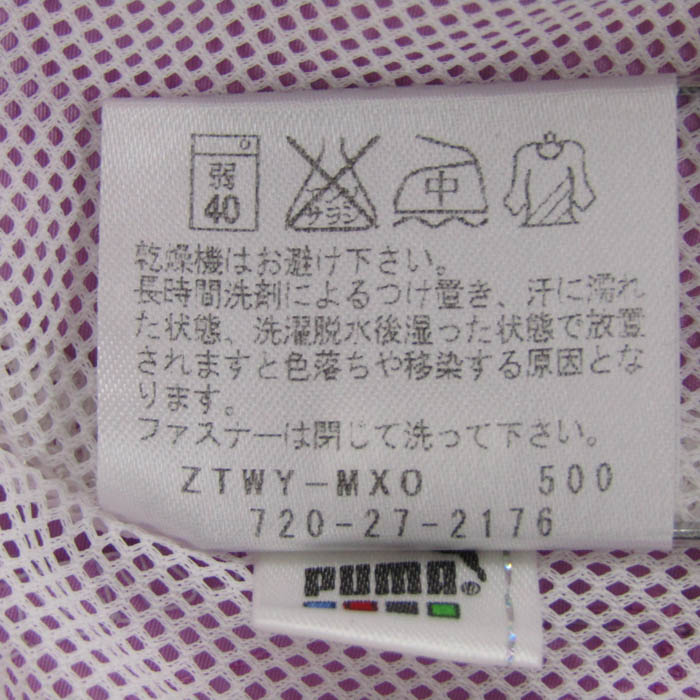 弱
40
エンソ
サラシ
中
乾燥機はお避け下さい。
長時間洗剤によるつけ置き、汗に濡れ
た状態、洗濯脱水後湿った状態で放置
されますと色落ちや移染する原因とな
ります。
ファスナーは閉じて洗って下さい。
ZTWY-MXO 500
720-27-2176
PUMA®